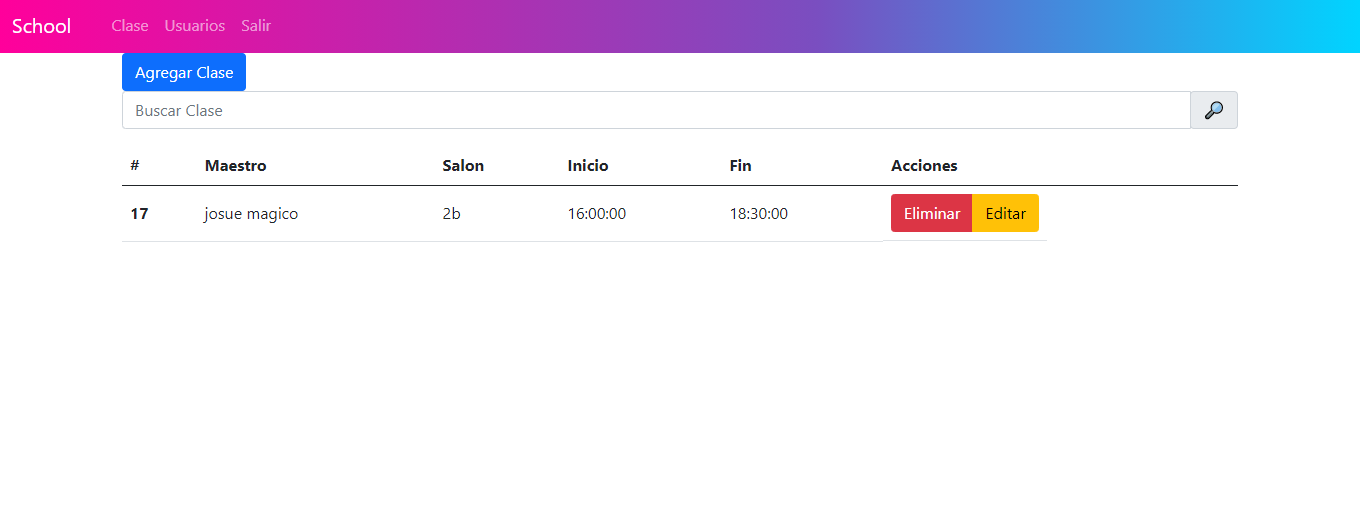 School Clase Usuarios Salir
Agregar Clase
Buscar Clase
# Maestro Salon Inicio Fin Acciones
17 josue magico 2b 16:00:00 18:30:00 Eliminar Editar